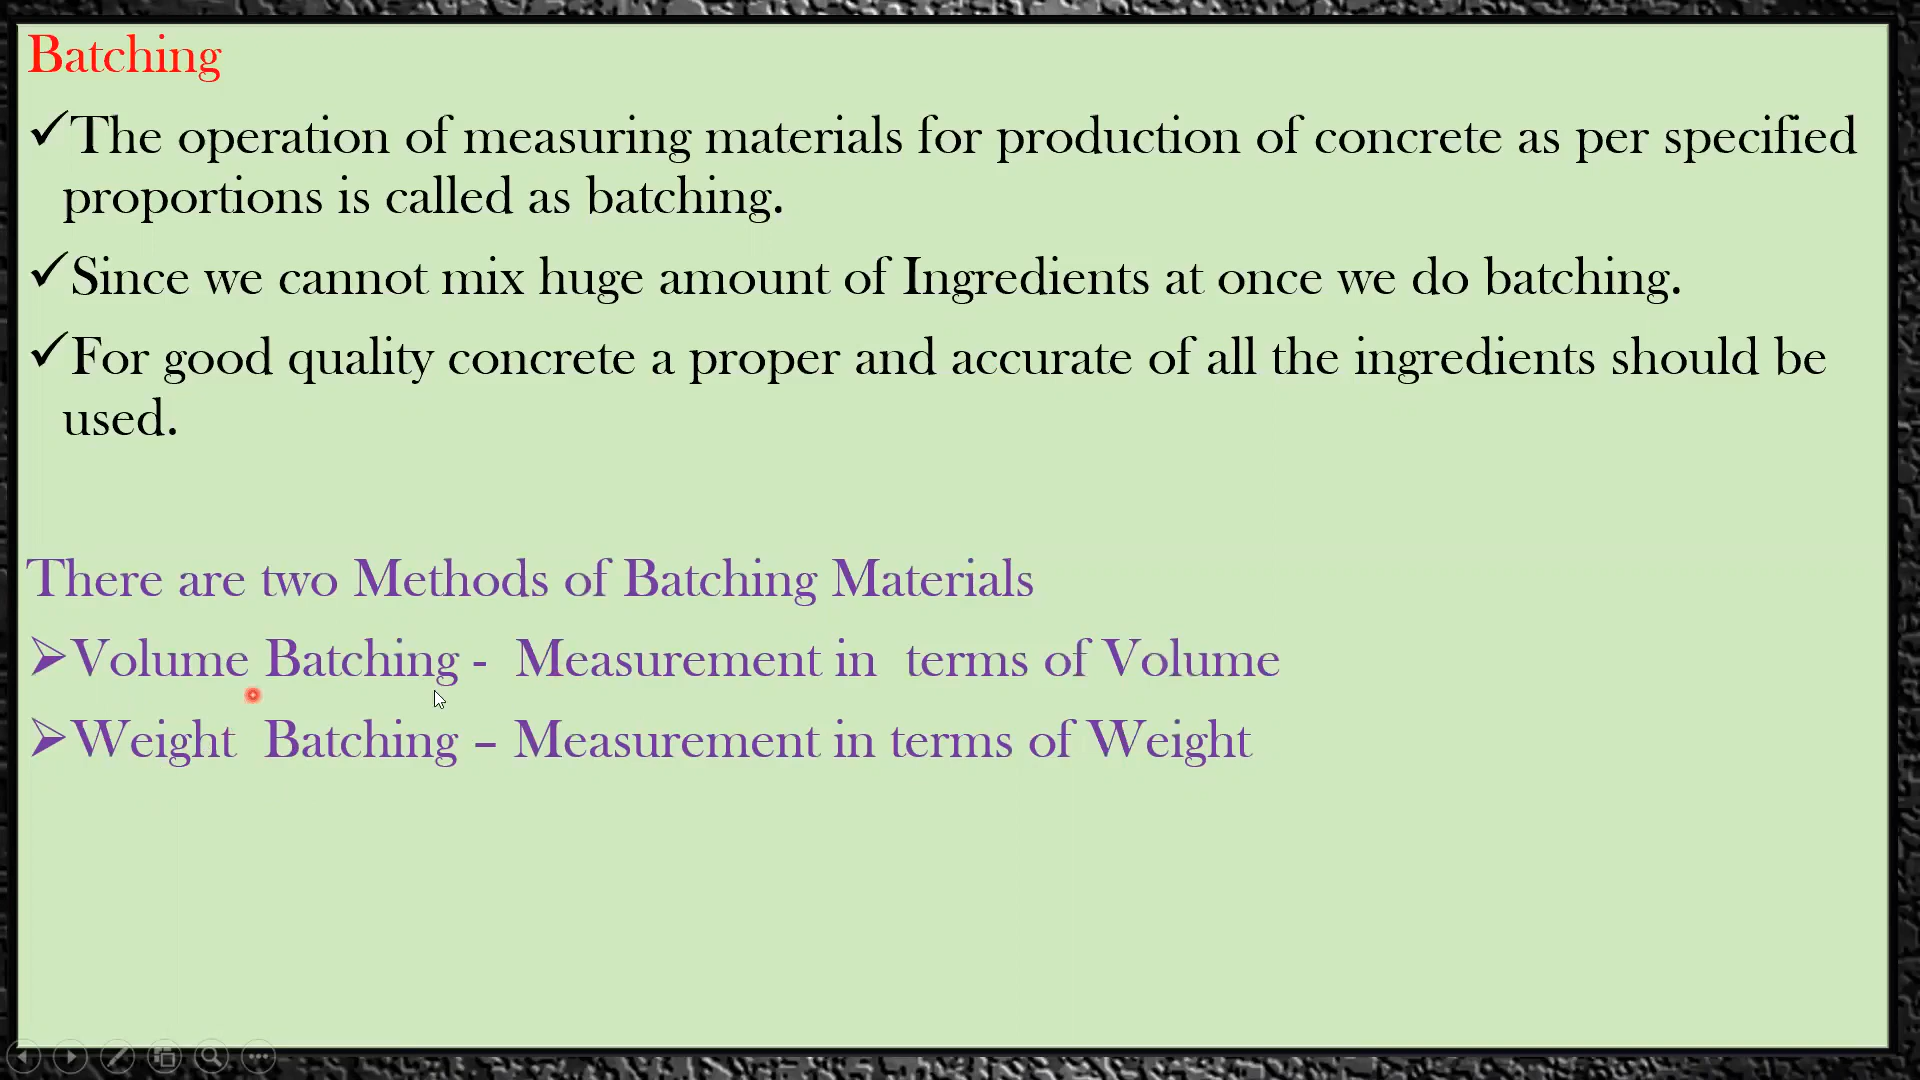 Batching
✓The operation of measuring materials for production of concrete as per specified
proportions is called as batching.
✓Since we cannot mix huge amount of Ingredients at once we do batching.
✓For good quality concrete a proper and accurate of all the ingredients should be
used.
There are two Methods of Batching Materials
➢Volume Batching - Measurement in terms of Volume
➢Weight Batching – Measurement in terms of Weight